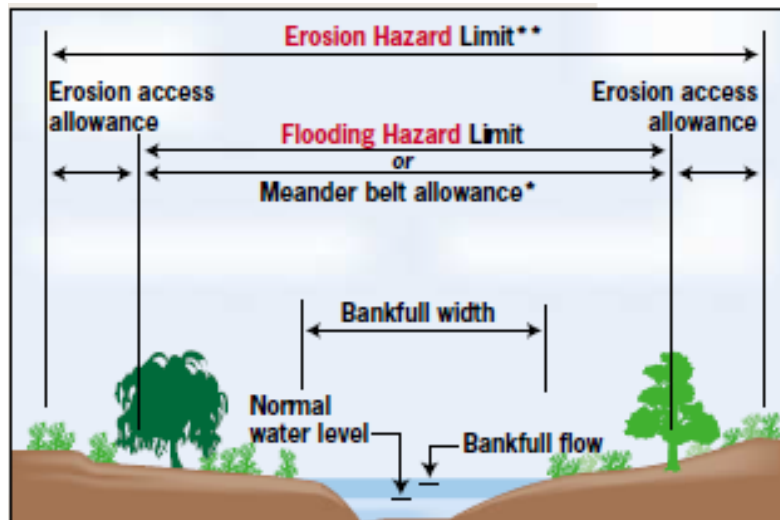 Erosion Hazard Limit**
Erosion access
allowance
Erosion access
allowance
Flooding Hazard Limit
or
Meander belt allowance*
Bankfull width
Normal
water level
Bankfull flow